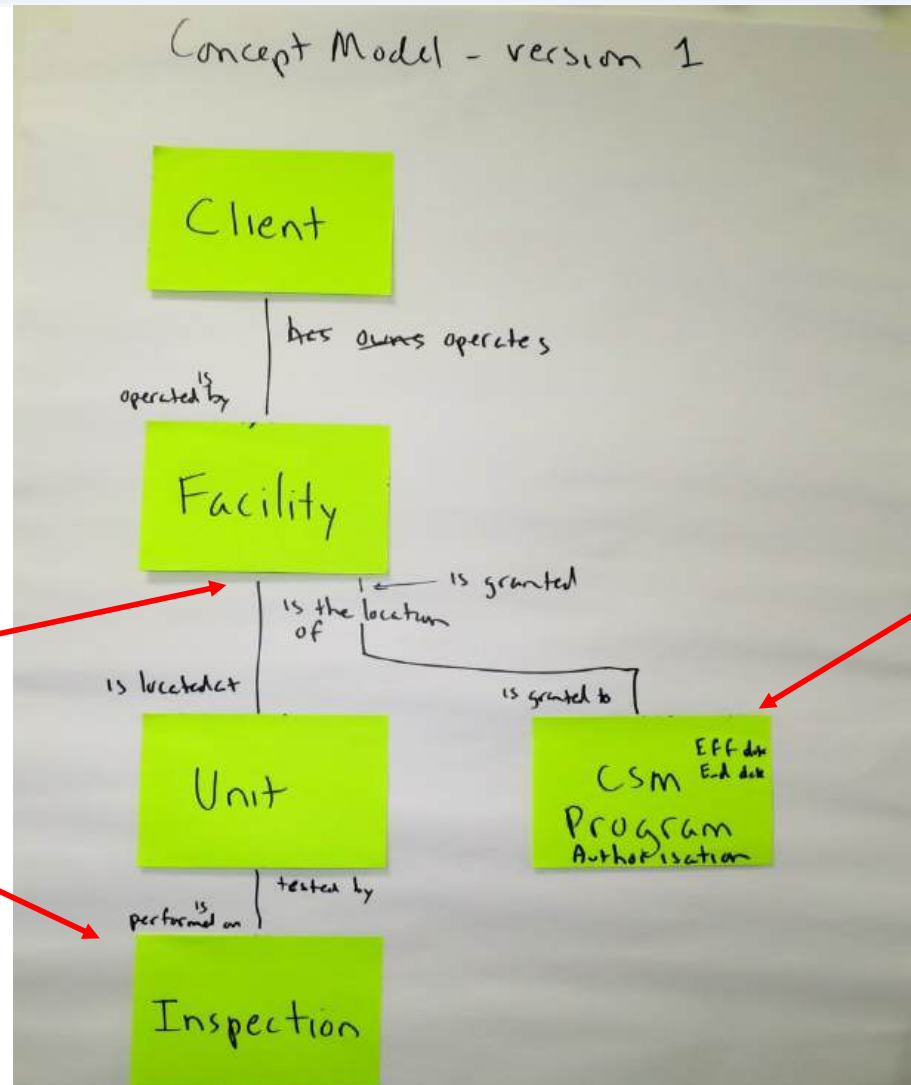 Concept Model - version 1
Client
has owns operates
is
operated by
Facility
is granted
is the location
of
is located at
is granted to
Unit
Eff date
CSM End date
Program
Authorisation
tested by
is
performed on
Inspection